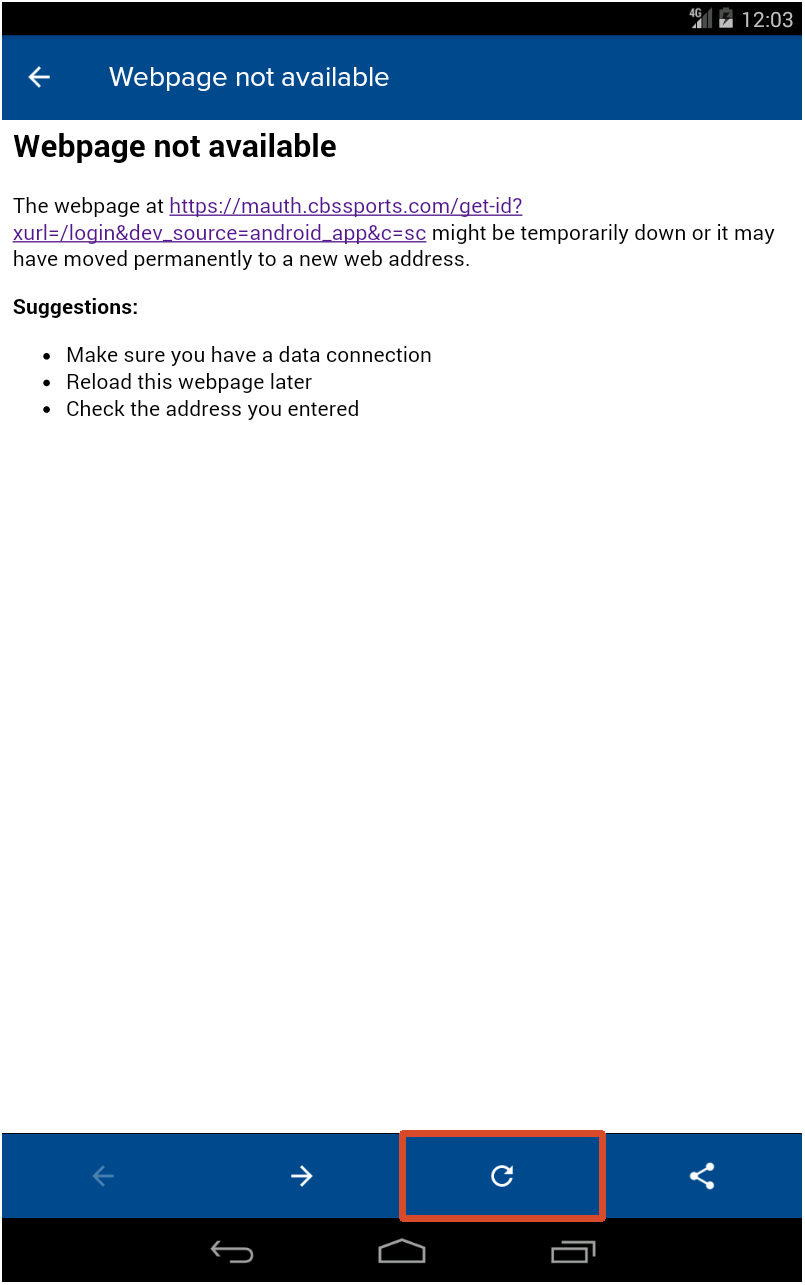 4G 12:03
Webpage not available
Webpage not available
The webpage at https://mauth.cbssports.com/get-id?
xurl=/login&dev_source=android_app&c=sc might be temporarily down or it may
have moved permanently to a new web address.
Suggestions:
Make sure you have a data connection
Reload this webpage later
Check the address you entered